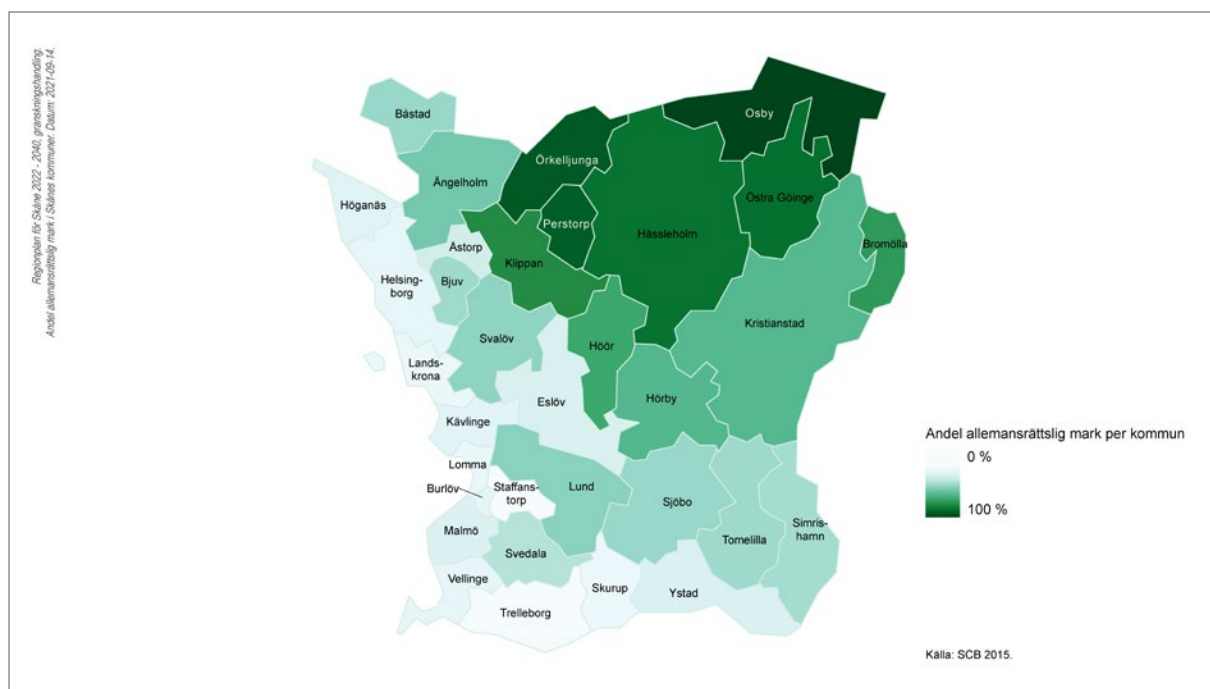 Regionplan för Skåne 2022 - 2040, granskningshandling.
Andel allemansrättslig mark i Skånes kommuner. Datum: 2021-09-14.
Båstad
Osby
Örkelljunga
Ängelholm
Höganäs
Perstorp
Östra Göinge
Hässleholm
Bromölla
Åstorp
Klippan
Helsing-
borg
Bjuv
Kristianstad
Svalöv
Höör
Lands-
krona
Eslöv
Hörby
Kävlinge
Andel allemansrättslig mark per kommun
0 %
100 %
Lomma
Burlöv
Staffans-
torp
Lund
Sjöbo
Simris-
hamn
Malmö
Tomelilla
Svedala
Vellinge
Skurup
Ystad
Trelleborg
Källa: SCB 2015.